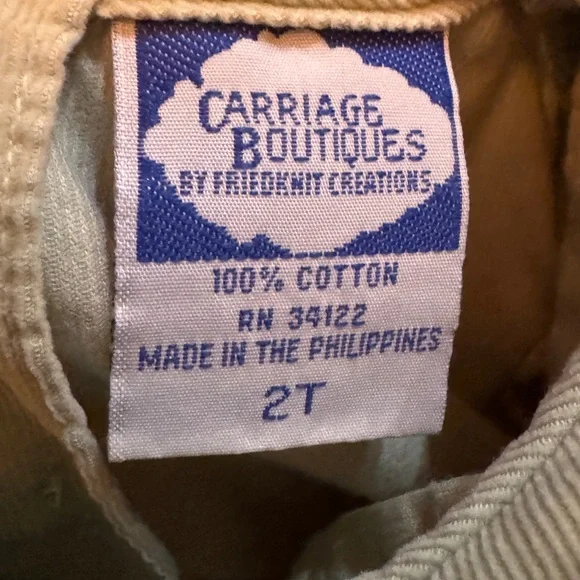 CARRIAGE
BOUTIQUES
BY FRIEDKNIT CREATIONS
100% COTTON
RN 34122
MADE IN THE PHILIPPINES
2T